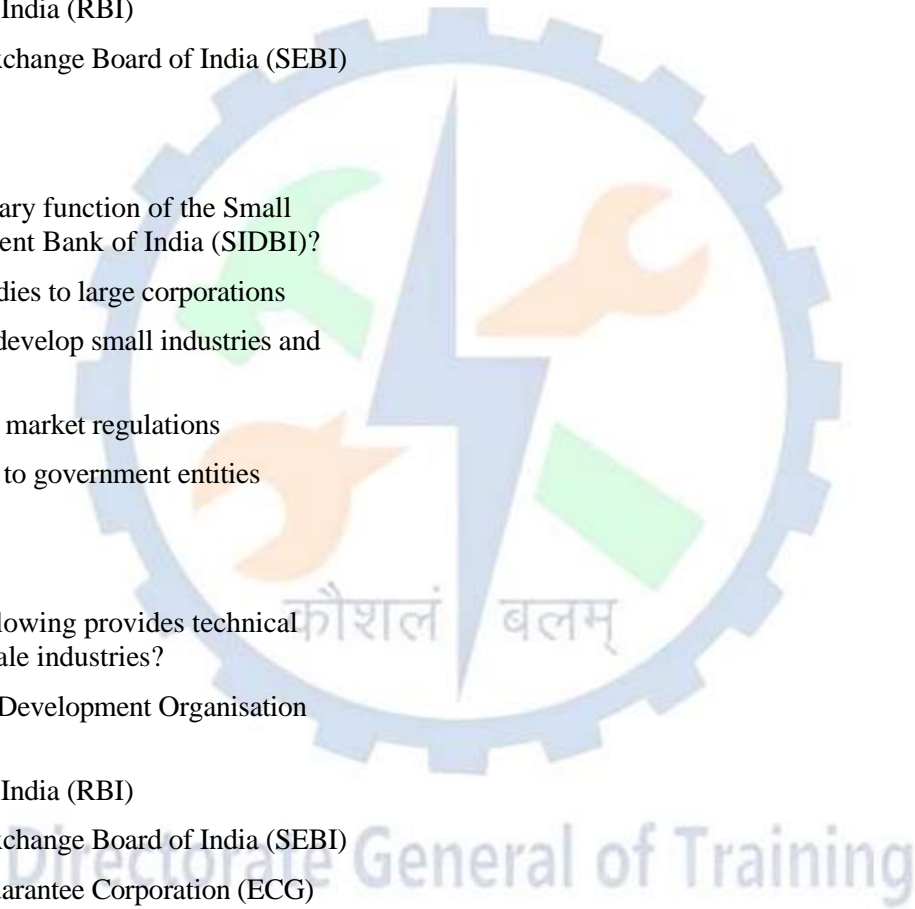 India (RBI)
xchange Board of India (SEBI)
ary function of the Small
ent Bank of India (SIDBI)?
dies to large corporations
develop small industries and
market regulations
to government entities
lowing provides technical
ale industries?
Development Organisation
India (RBI)
xchange Board of India (SEBI)
uarantee Corporation (ECG)
कौशलं बलम्
Directorate General of Training